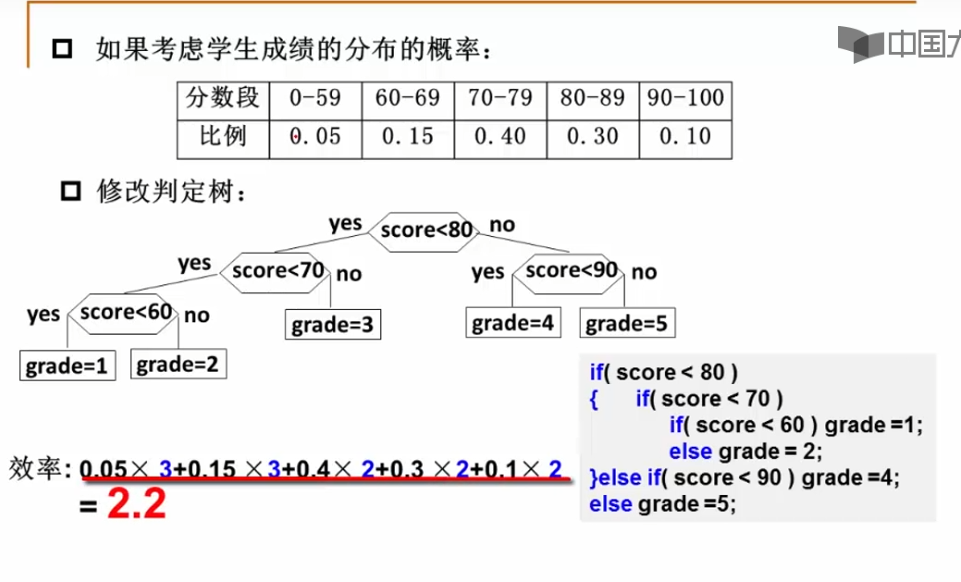 中国大
□ 如果考虑学生成绩的分布的概率：
分数段 0-59 60-69 70-79 80-89 90-100
比例 0.05 0.15 0.40 0.30 0.10
□ 修改判定树：
yes score<80 no
yes score<70 no yes score<90 no
yes score<60 no grade=3 grade=4 grade=5
grade=1 grade=2
if( score < 80 )
{ if( score < 70 )
if( score < 60 ) grade =1;
else grade = 2;
}else if( score < 90 ) grade =4;
else grade =5;
效率: 0.05× 3+0.15 ×3+0.4× 2+0.3 ×2+0.1× 2
= 2.2